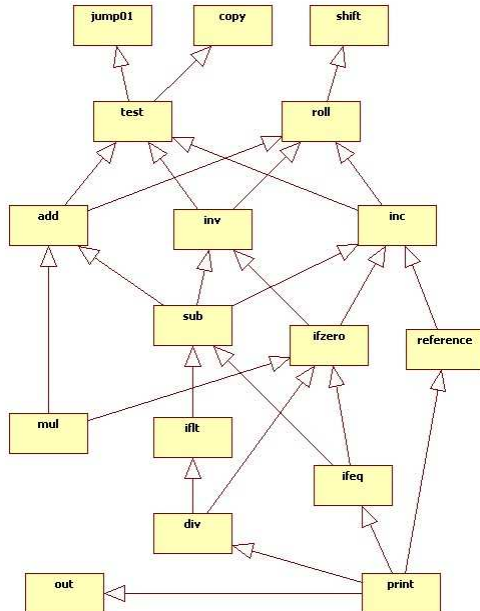 jump01
copy
shift
test
roll
add
inv
inc
sub
ifzero
reference
mul
iflt
ifeq
div
out
print